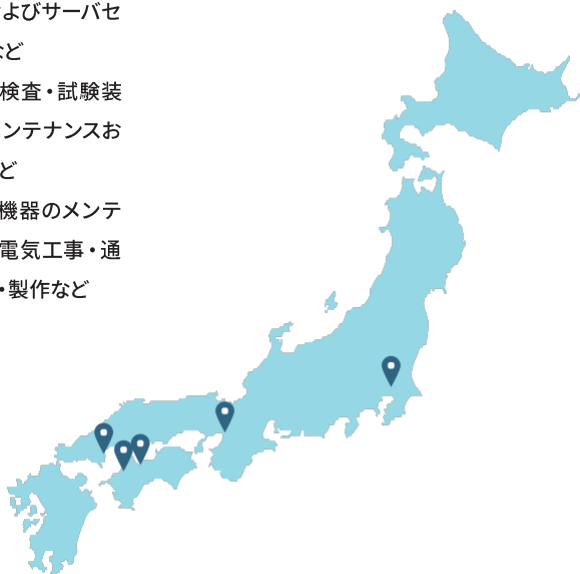 よびサーバセ
など
検査・試験装
ンテナンスお
ど
機器のメンテ
電気工事・通
・製作など